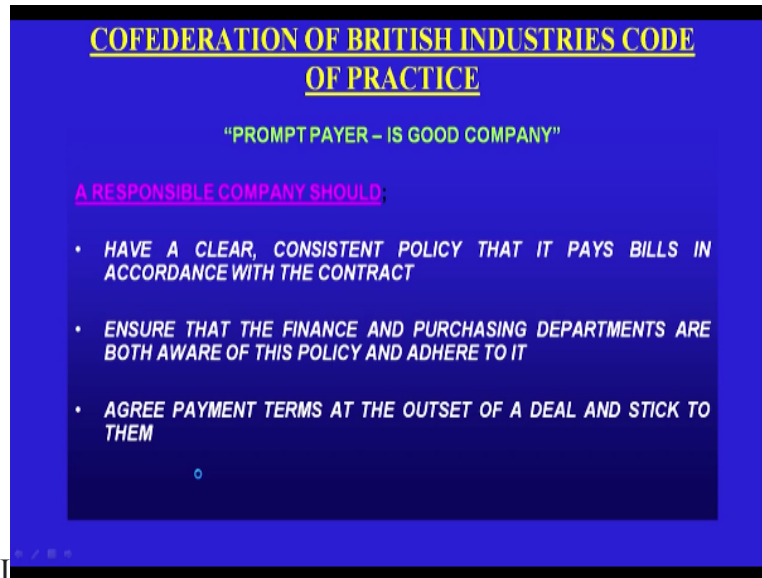 COFEDERATION OF BRITISH INDUSTRIES CODE
OF PRACTICE
“PROMPT PAYER – IS GOOD COMPANY”
A RESPONSIBLE COMPANY SHOULD;
• HAVE A CLEAR, CONSISTENT POLICY THAT IT PAYS BILLS IN
ACCORDANCE WITH THE CONTRACT
• ENSURE THAT THE FINANCE AND PURCHASING DEPARTMENTS ARE
BOTH AWARE OF THIS POLICY AND ADHERE TO IT
• AGREE PAYMENT TERMS AT THE OUTSET OF A DEAL AND STICK TO
THEM
I